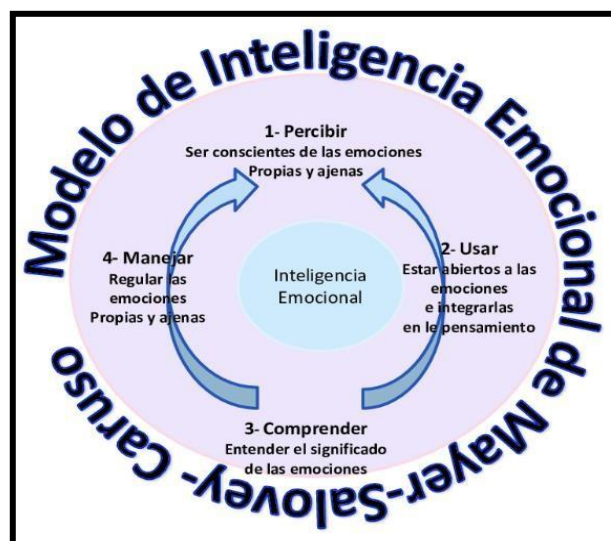 Modelo de Inteligencia Emocional de Mayer-Salovey- Caruso
1- Percibir
Ser conscientes de las emociones
Propias y ajenas
4- Manejar
Regular las
emociones
Propias y ajenas
Inteligencia
Emocional
2- Usar
Estar abiertos a las
emociones
e integrarlas
en le pensamiento
3- Comprender
Entender el significado
de las emociones